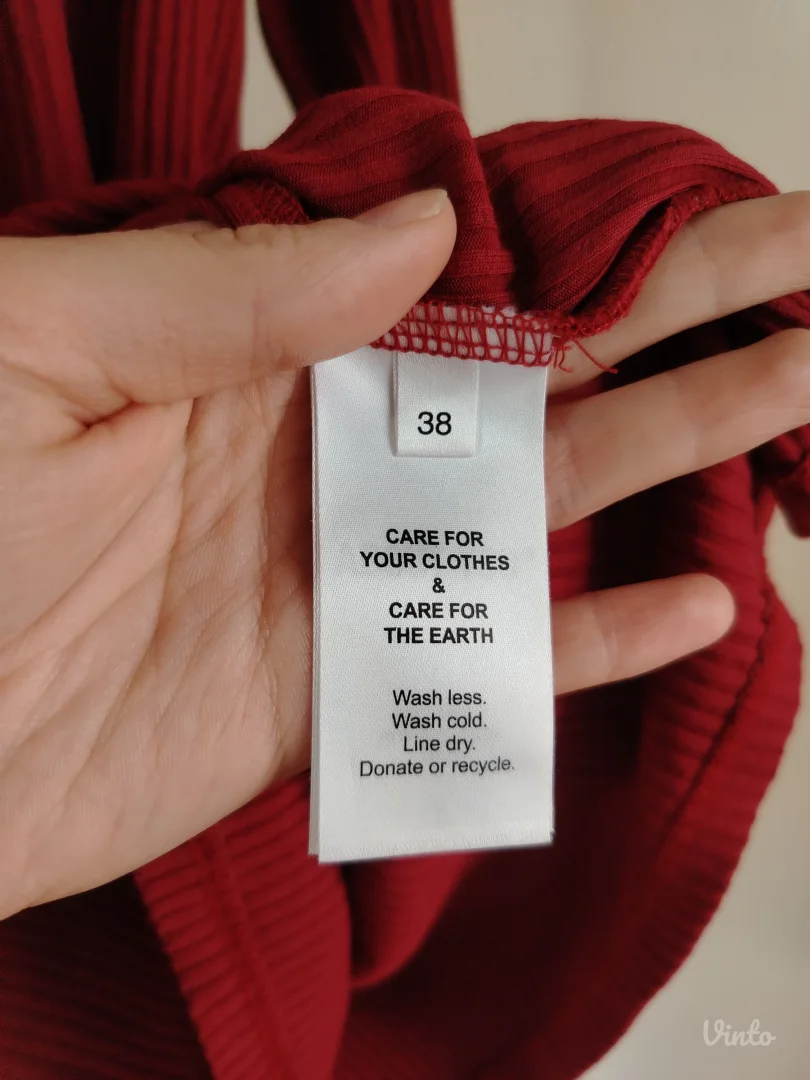 38
CARE FOR
YOUR CLOTHES
&
CARE FOR
THE EARTH
Wash less.
Wash cold.
Line dry.
Donate or recycle.
Vinto